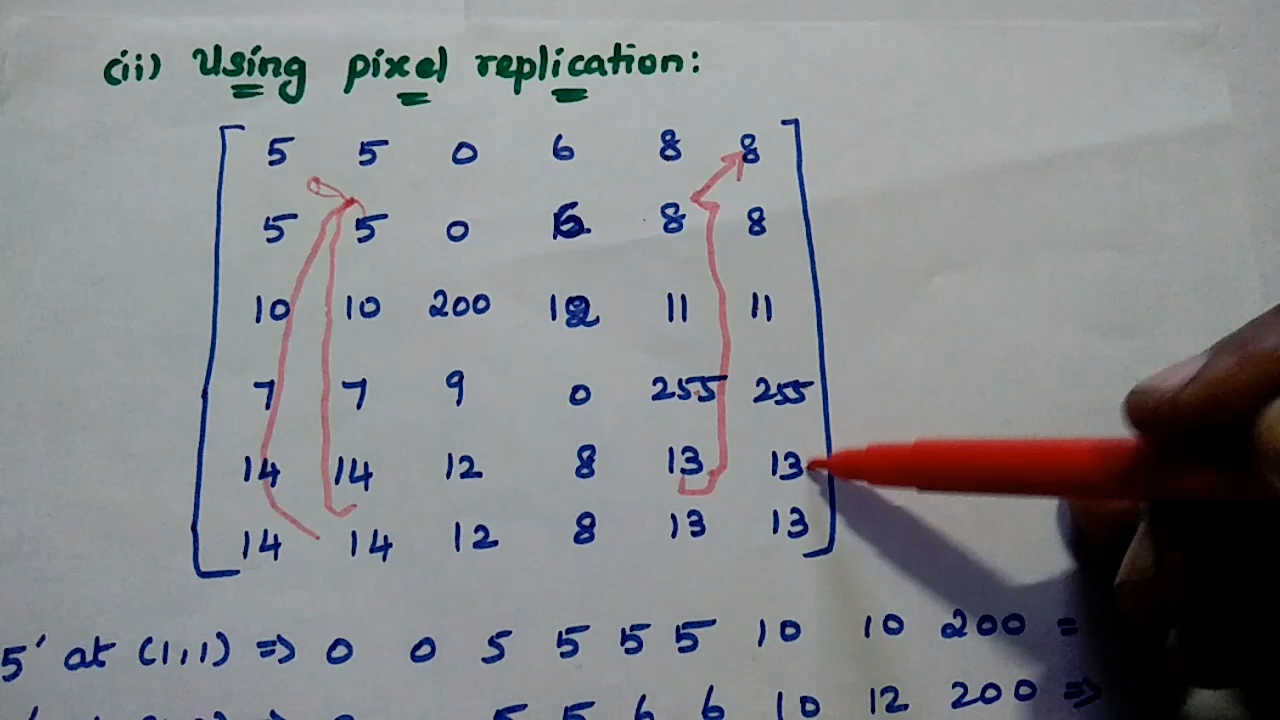 (ii) Using pixel replication:
5 5 0 6 8 8
5 5 0 6 8 8
10 10 200 12 11 11
7 7 9 0 255 255
14 14 12 8 13 13
14 14 12 8 13 13
5' at (1,1) => 0 0 5 5 5 5 10 10 200 =
5 5 6 6 10 12 200 =>